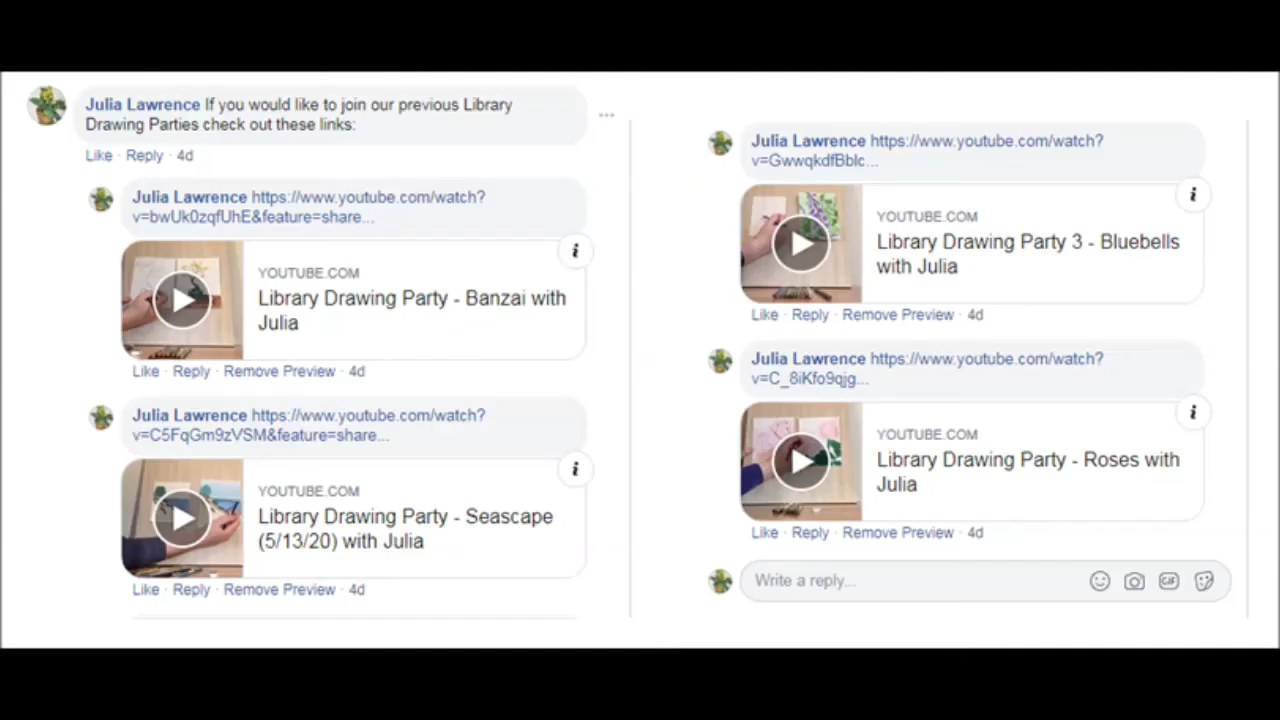 Julia Lawrence If you would like to join our previous Library
Drawing Parties check out these links:
Like · Reply · 4d
Julia Lawrence https://www.youtube.com/watch?
v=bwUk0zqfUhE&feature=share...
i
YOUTUBE.COM
Library Drawing Party - Banzai with
Julia
Like · Reply · Remove Preview · 4d
Julia Lawrence https://www.youtube.com/watch?
v=C5FqGm9zVSM&feature=share...
i
YOUTUBE.COM
Library Drawing Party - Seascape
(5/13/20) with Julia
Like · Reply · Remove Preview · 4d
Julia Lawrence https://www.youtube.com/watch?
v=GwwqkdfBblc...
i
YOUTUBE.COM
Library Drawing Party 3 - Bluebells
with Julia
Like · Reply · Remove Preview · 4d
Julia Lawrence https://www.youtube.com/watch?
v=C_8iKfo9qjg...
i
YOUTUBE.COM
Library Drawing Party - Roses with
Julia
Like · Reply · Remove Preview · 4d
Write a reply...
GIF